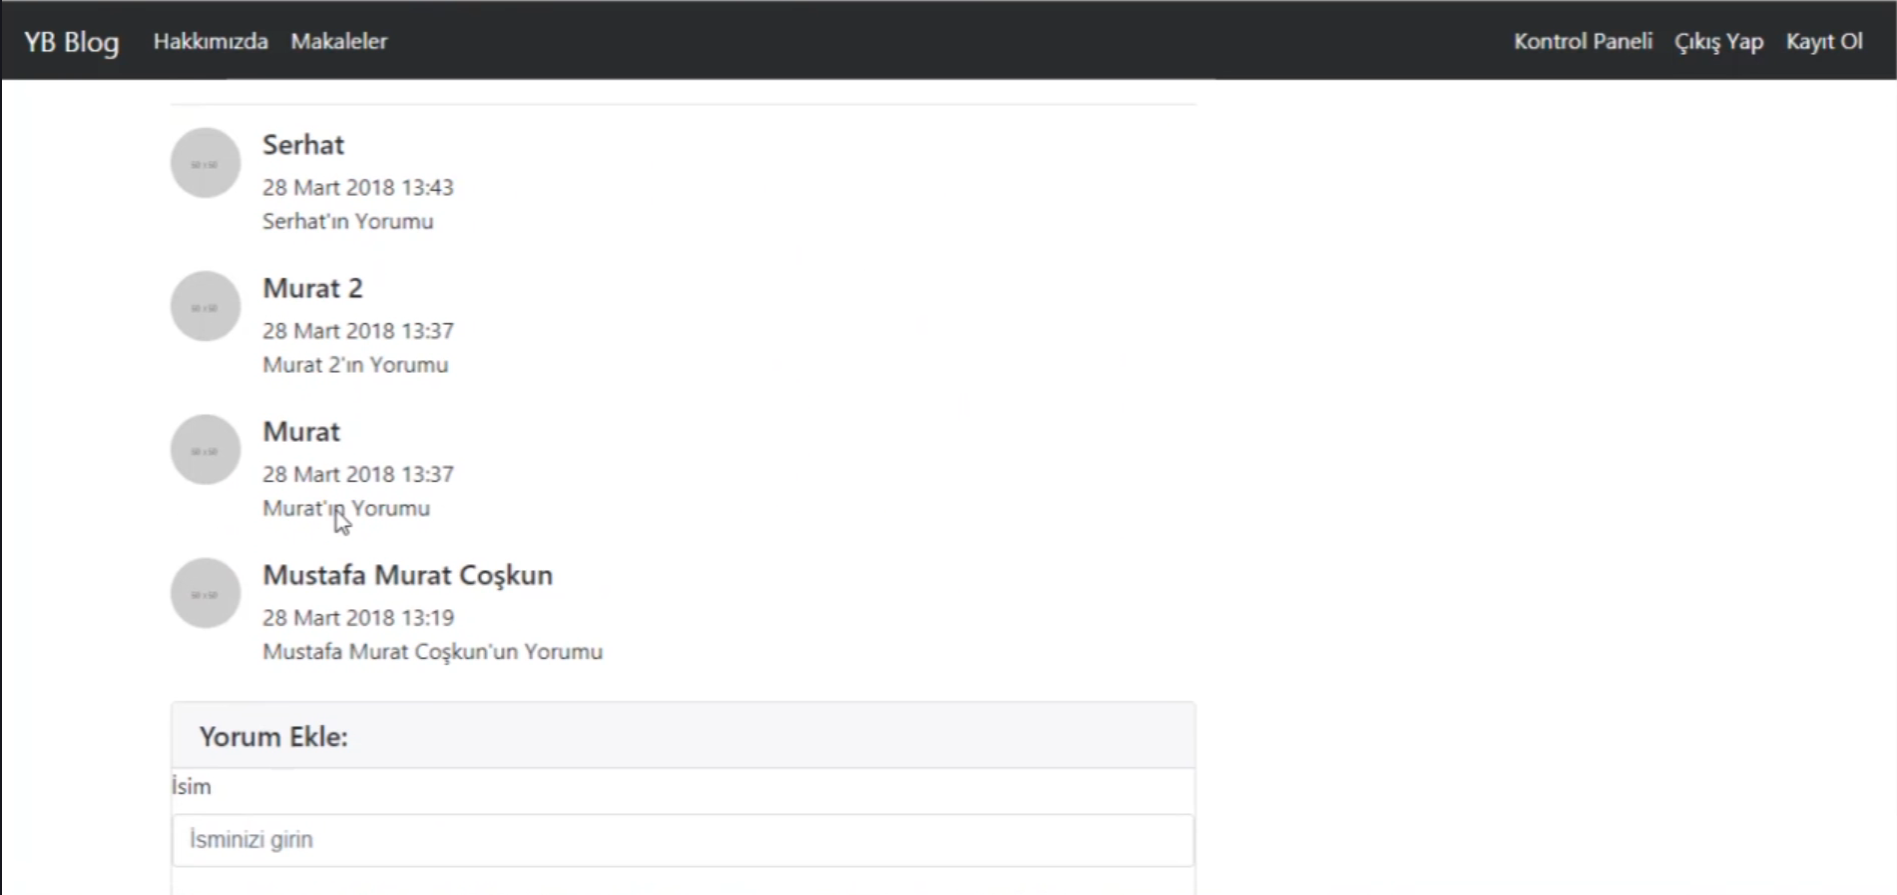 YB Blog Hakkımızda Makaleler Kontrol Paneli Çıkış Yap Kayıt Ol
Serhat
28 Mart 2018 13:43
Serhat'ın Yorumu
Murat 2
28 Mart 2018 13:37
Murat 2'ın Yorumu
Murat
28 Mart 2018 13:37
Murat'ın Yorumu
Mustafa Murat Coşkun
28 Mart 2018 13:19
Mustafa Murat Coşkun'un Yorumu
Yorum Ekle:
İsim
İsminizi girin